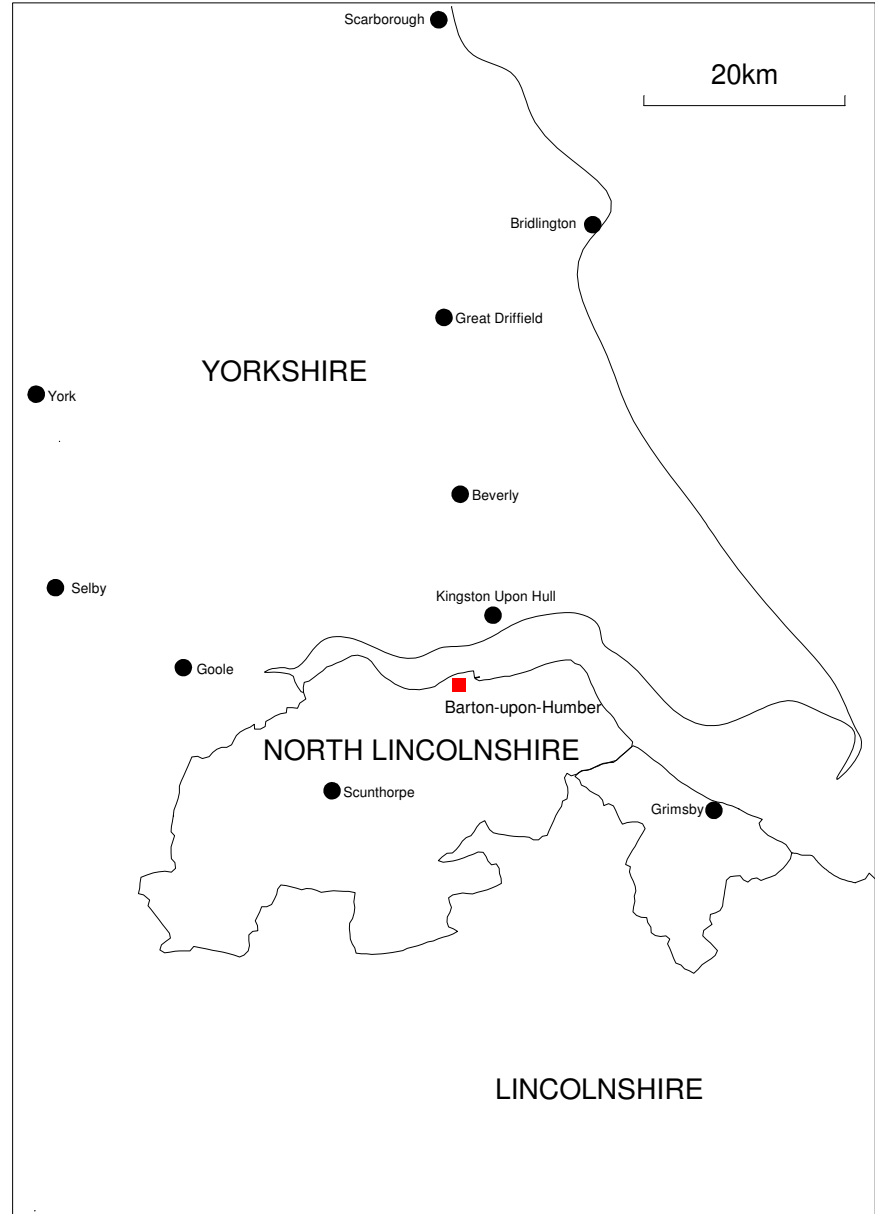 Scarborough
20km
Bridlington
Great Driffield
YORKSHIRE
York
Beverly
Selby
Kingston Upon Hull
Goole
Barton-upon-Humber
NORTH LINCOLNSHIRE
Scunthorpe
Grimsby
LINCOLNSHIRE